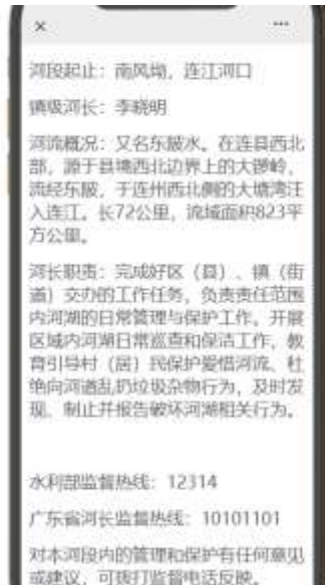 河段起止：南风坳，连江河口
镇级河长：李晓明
河流概况：又名东陂水。在连县西北
部，源于县境西北边界上的大锣岭，
流经东陂，于连州西北侧的大塘湾注
入连江。长72公里，流域面积823平
方公里。
河长职责：完成好区（县）、镇（街
道）交办的工作任务，负责责任范围
内河湖的日常管理与保护工作。开展
区域内河湖日常巡查和保洁工作，教
育引导村（居）民保护爱惜河流、杜
绝向河道乱扔垃圾杂物行为，及时发
现、制止并报告破坏河湖相关行为。
水利部监督热线：12314
广东省河长监督热线：10101101
对本河段内的管理和保护有任何意见
或建议，可拨打监督电话反映。